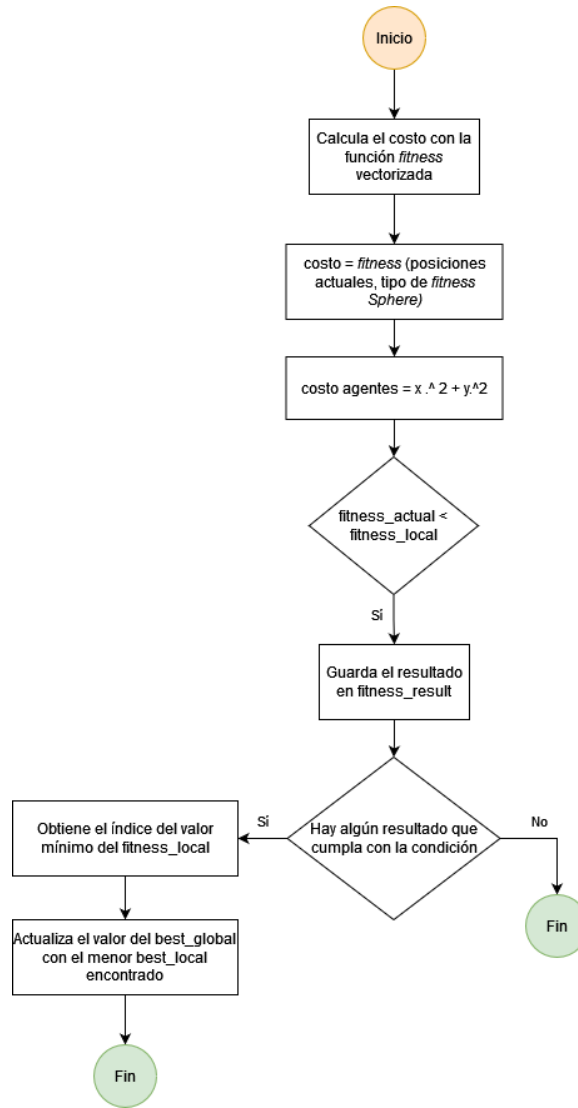 Inicio
Calcula el costo con la
función fitness
vectorizada
costo = fitness (posiciones
actuales, tipo de fitness
Sphere)
costo agentes = x .^ 2 + y.^2
fitness_actual <
fitness_local
Sí
Guarda el resultado
en fitness_result
Hay algún resultado que
cumpla con la condición
Sí
No
Obtiene el índice del valor
mínimo del fitness_local
Fin
Actualiza el valor del best_global
con el menor best_local
encontrado
Fin